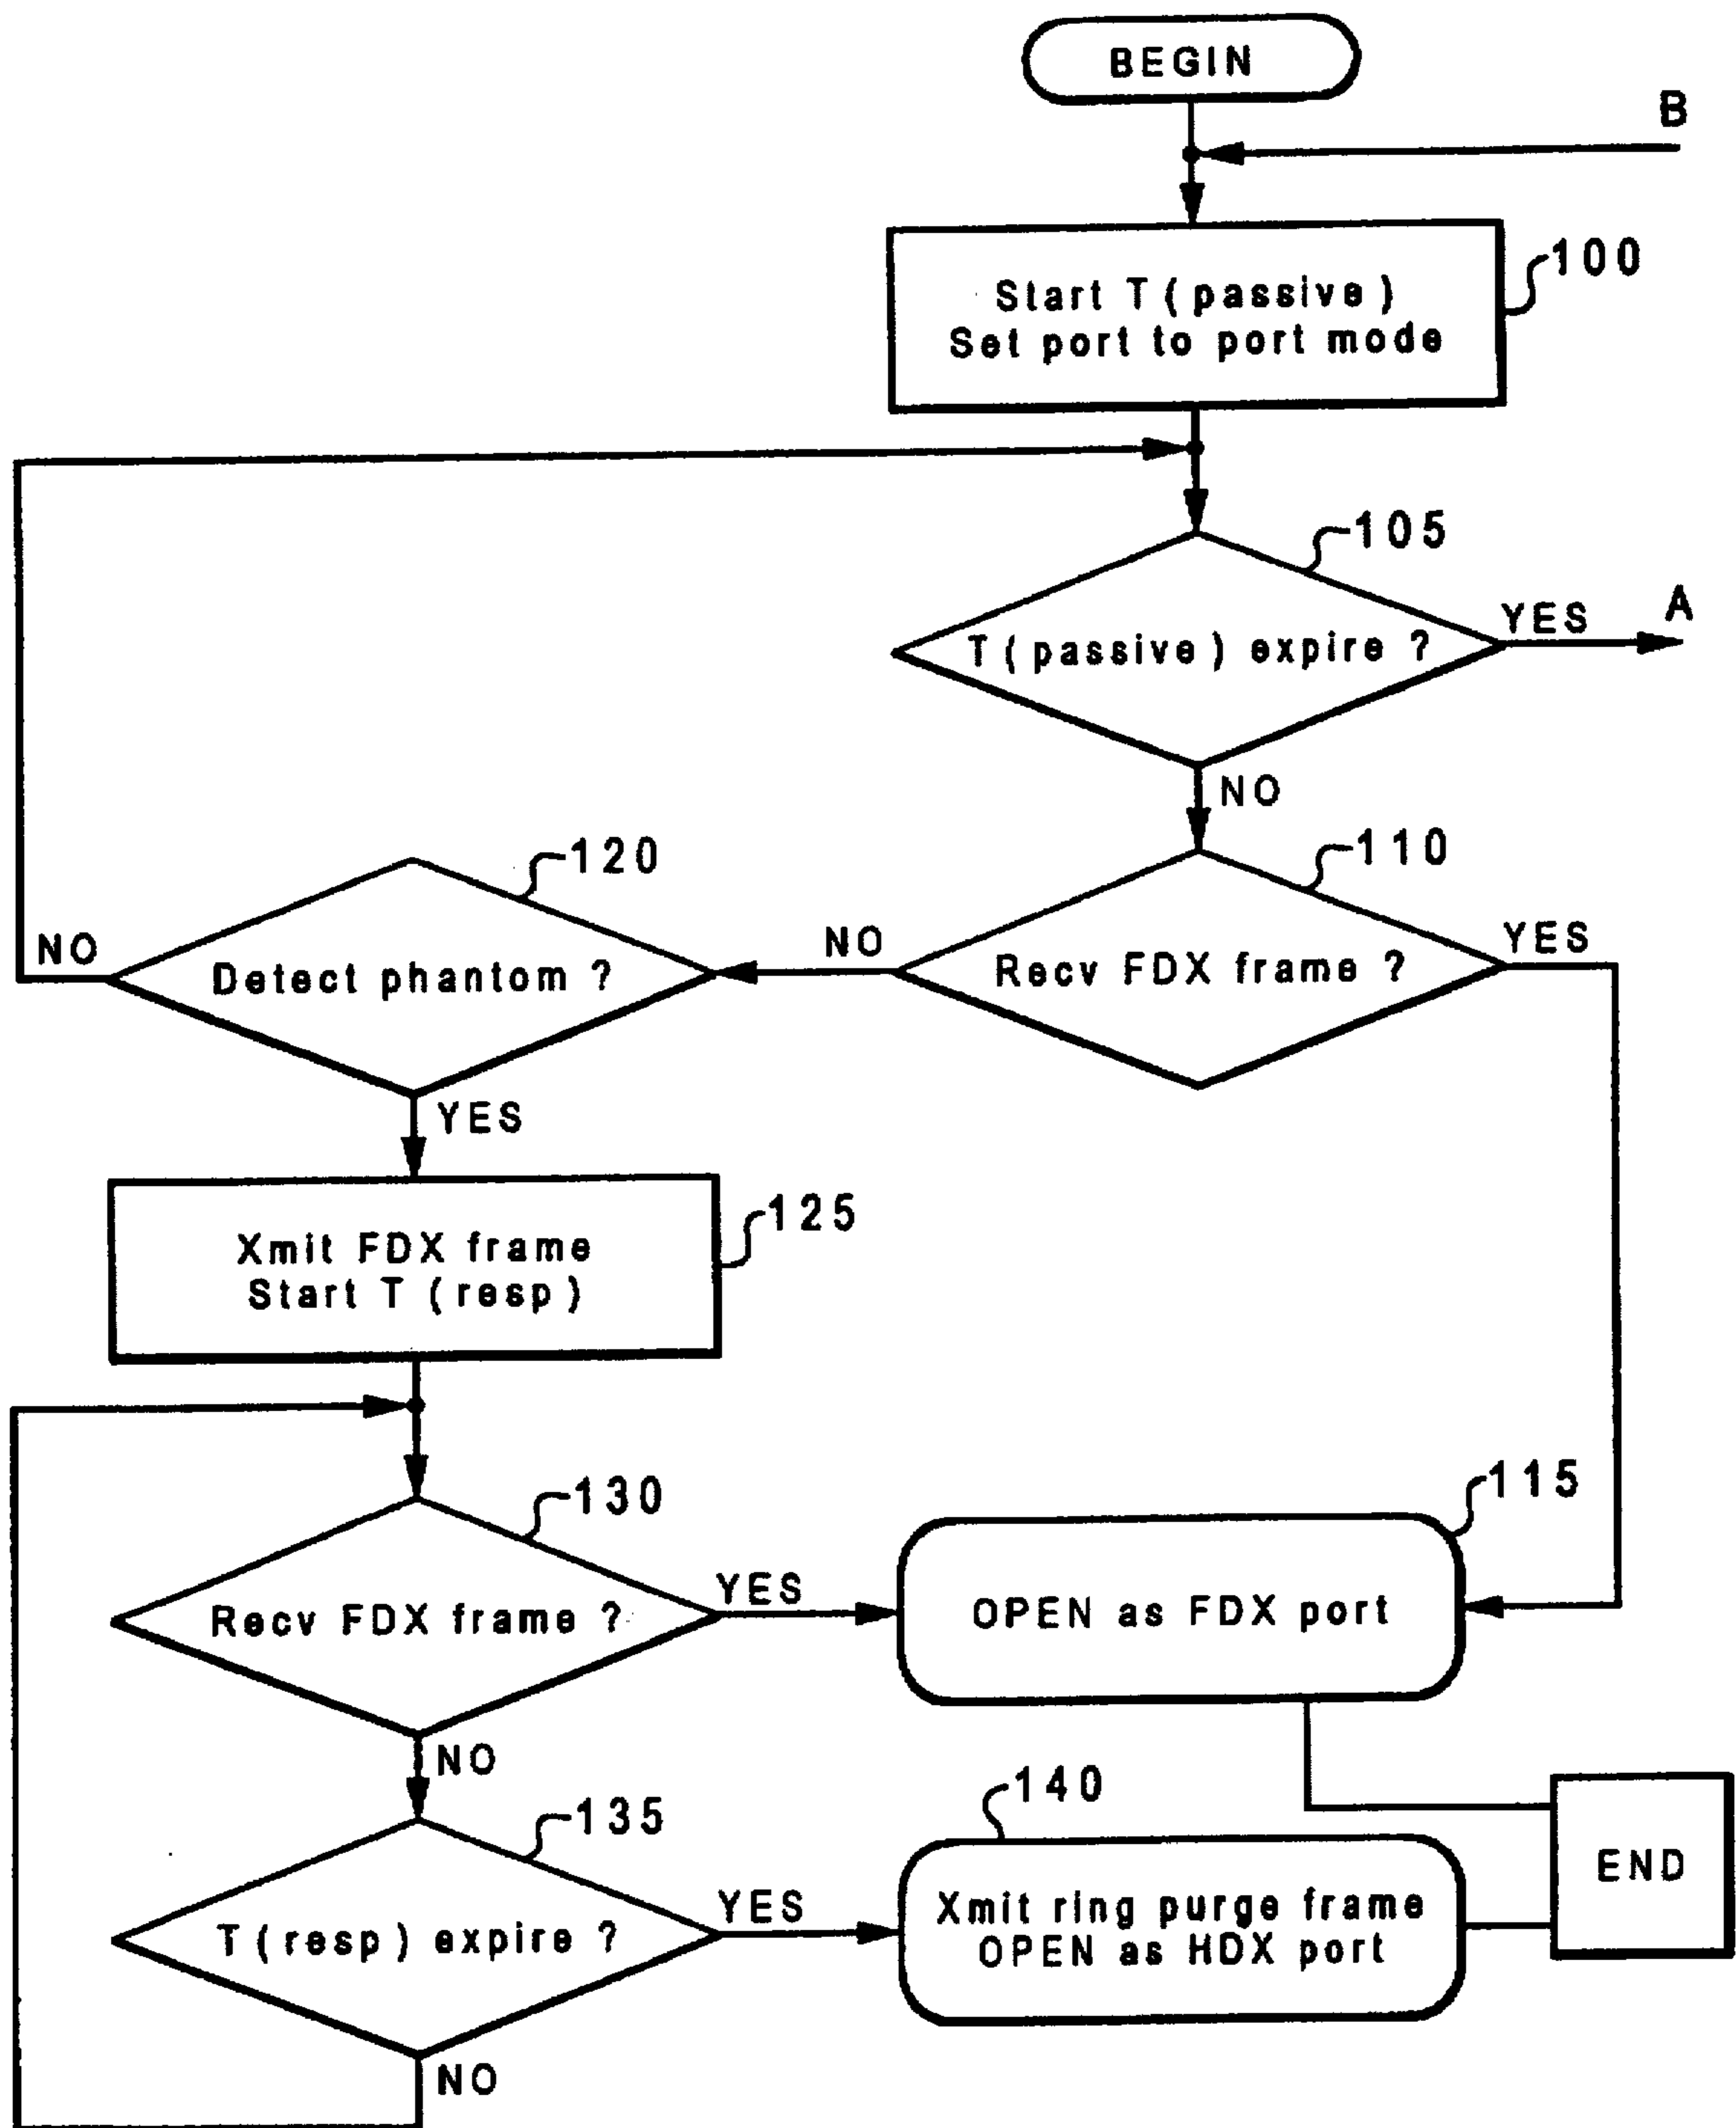 BEGIN
B
100
Start T (passive)
Set port to port mode
105
T (passive) expire ?
YES
A
NO
120
110
NO
Detect phantom ?
NO
Recv FDX frame ?
YES
YES
125
Xmit FDX frame
Start T (resp)
130
115
Recv FDX frame ?
YES
OPEN as FDX port
NO
135
140
T (resp) expire ?
YES
Xmit ring purge frame
OPEN as HDX port
END
NO